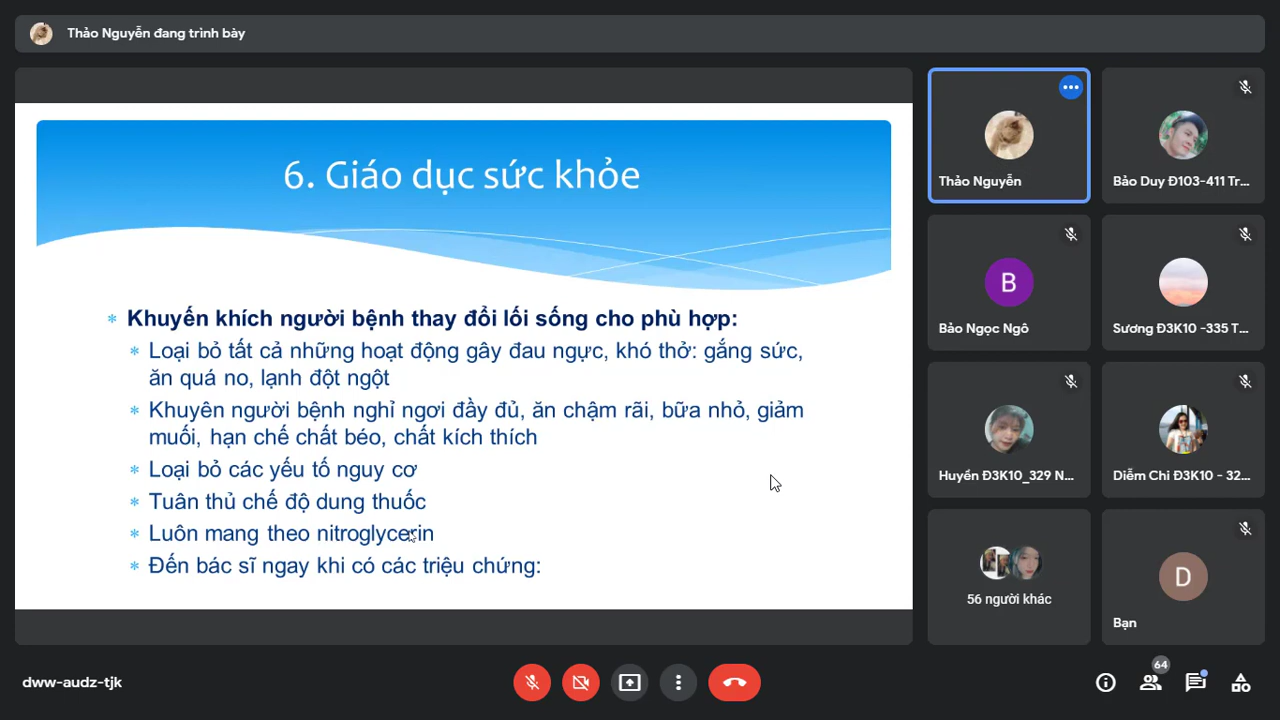 Thảo Nguyễn đang trình bày
6. Giáo dục sức khỏe
Khuyến khích người bệnh thay đổi lối sống cho phù hợp:
Loại bỏ tất cả những hoạt động gây đau ngực, khó thở: gắng sức,
ăn quá no, lạnh đột ngột
Khuyên người bệnh nghỉ ngơi đầy đủ, ăn chậm rãi, bữa nhỏ, giảm
muối, hạn chế chất béo, chất kích thích
Loại bỏ các yếu tố nguy cơ
Tuân thủ chế độ dung thuốc
Luôn mang theo nitroglycerin
Đến bác sĩ ngay khi có các triệu chứng:
Thảo Nguyễn
Bảo Duy Đ103-411 Tr...
B
Bảo Ngọc Ngô
Sương Đ3K10 -335 T...
Huyền Đ3K10_329 N...
Diễm Chi Đ3K10 - 32...
56 người khác
D
Bạn
dww-audz-tjk
64